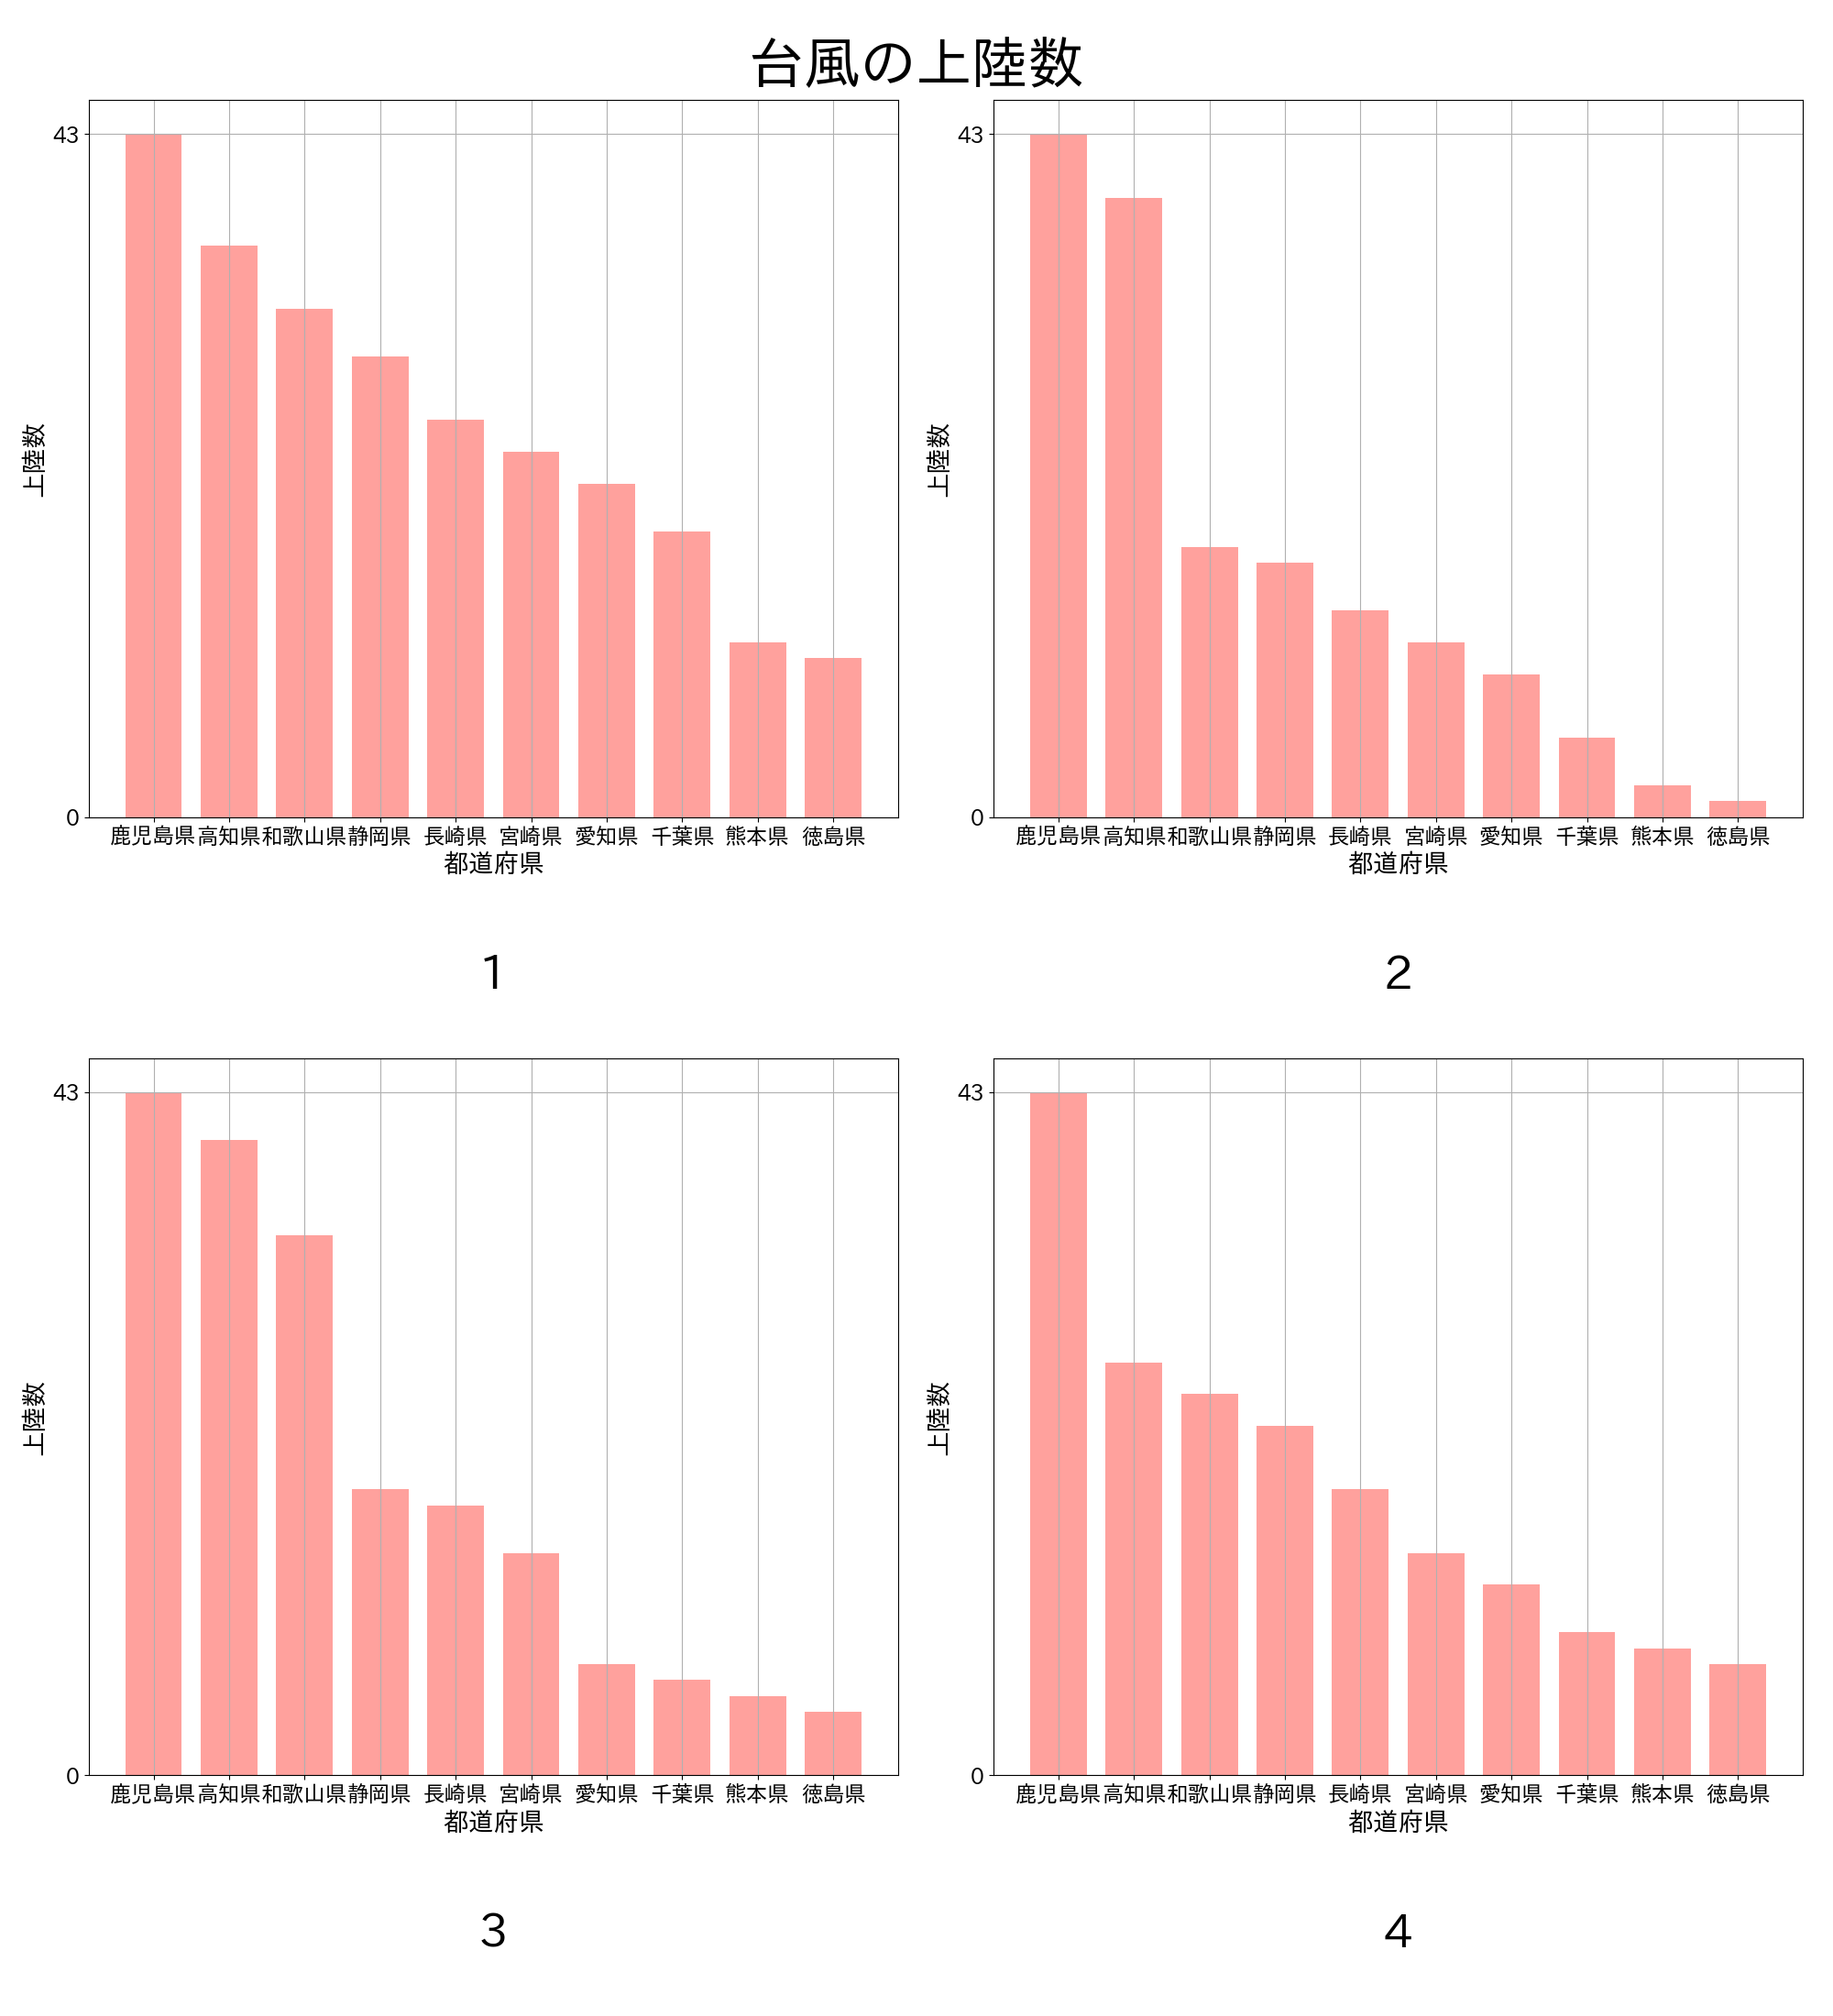 台風の上陸数
43
0
上陸数
鹿児島県 高知県 和歌山県 静岡県 長崎県 宮崎県 愛知県 千葉県 熊本県 徳島県
都道府県
1
43
0
上陸数
鹿児島県 高知県 和歌山県 静岡県 長崎県 宮崎県 愛知県 千葉県 熊本県 徳島県
都道府県
2
43
0
上陸数
鹿児島県 高知県 和歌山県 静岡県 長崎県 宮崎県 愛知県 千葉県 熊本県 徳島県
都道府県
3
43
0
上陸数
鹿児島県 高知県 和歌山県 静岡県 長崎県 宮崎県 愛知県 千葉県 熊本県 徳島県
都道府県
4